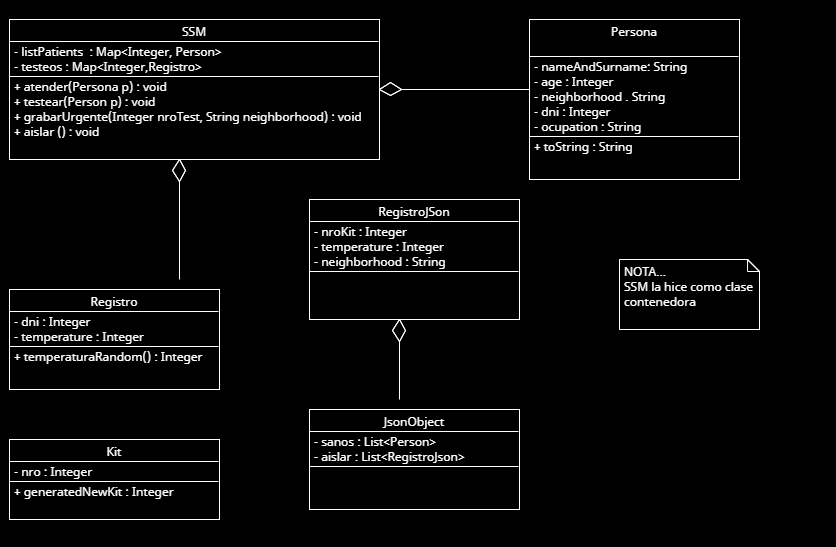 SSM
- listPatients : Map<Integer, Person>
- testeos : Map<Integer,Registro>
+ atender(Persona p) : void
+ testear(Person p) : void
+ grabarUrgente(Integer nroTest, String neighborhood) : void
+ aislar () : void
Persona
- nameAndSurname: String
- age : Integer
- neighborhood . String
- dni : Integer
- ocupation : String
+ toString : String
RegistroJSon
- nroKit : Integer
- temperature : Integer
- neighborhood : String
NOTA...
SSM la hice como clase
contenedora
Registro
- dni : Integer
- temperature : Integer
+ temperaturaRandom() : Integer
JsonObject
- sanos : List<Person>
- aislar : List<RegistroJson>
Kit
- nro : Integer
+ generatedNewKit : Integer